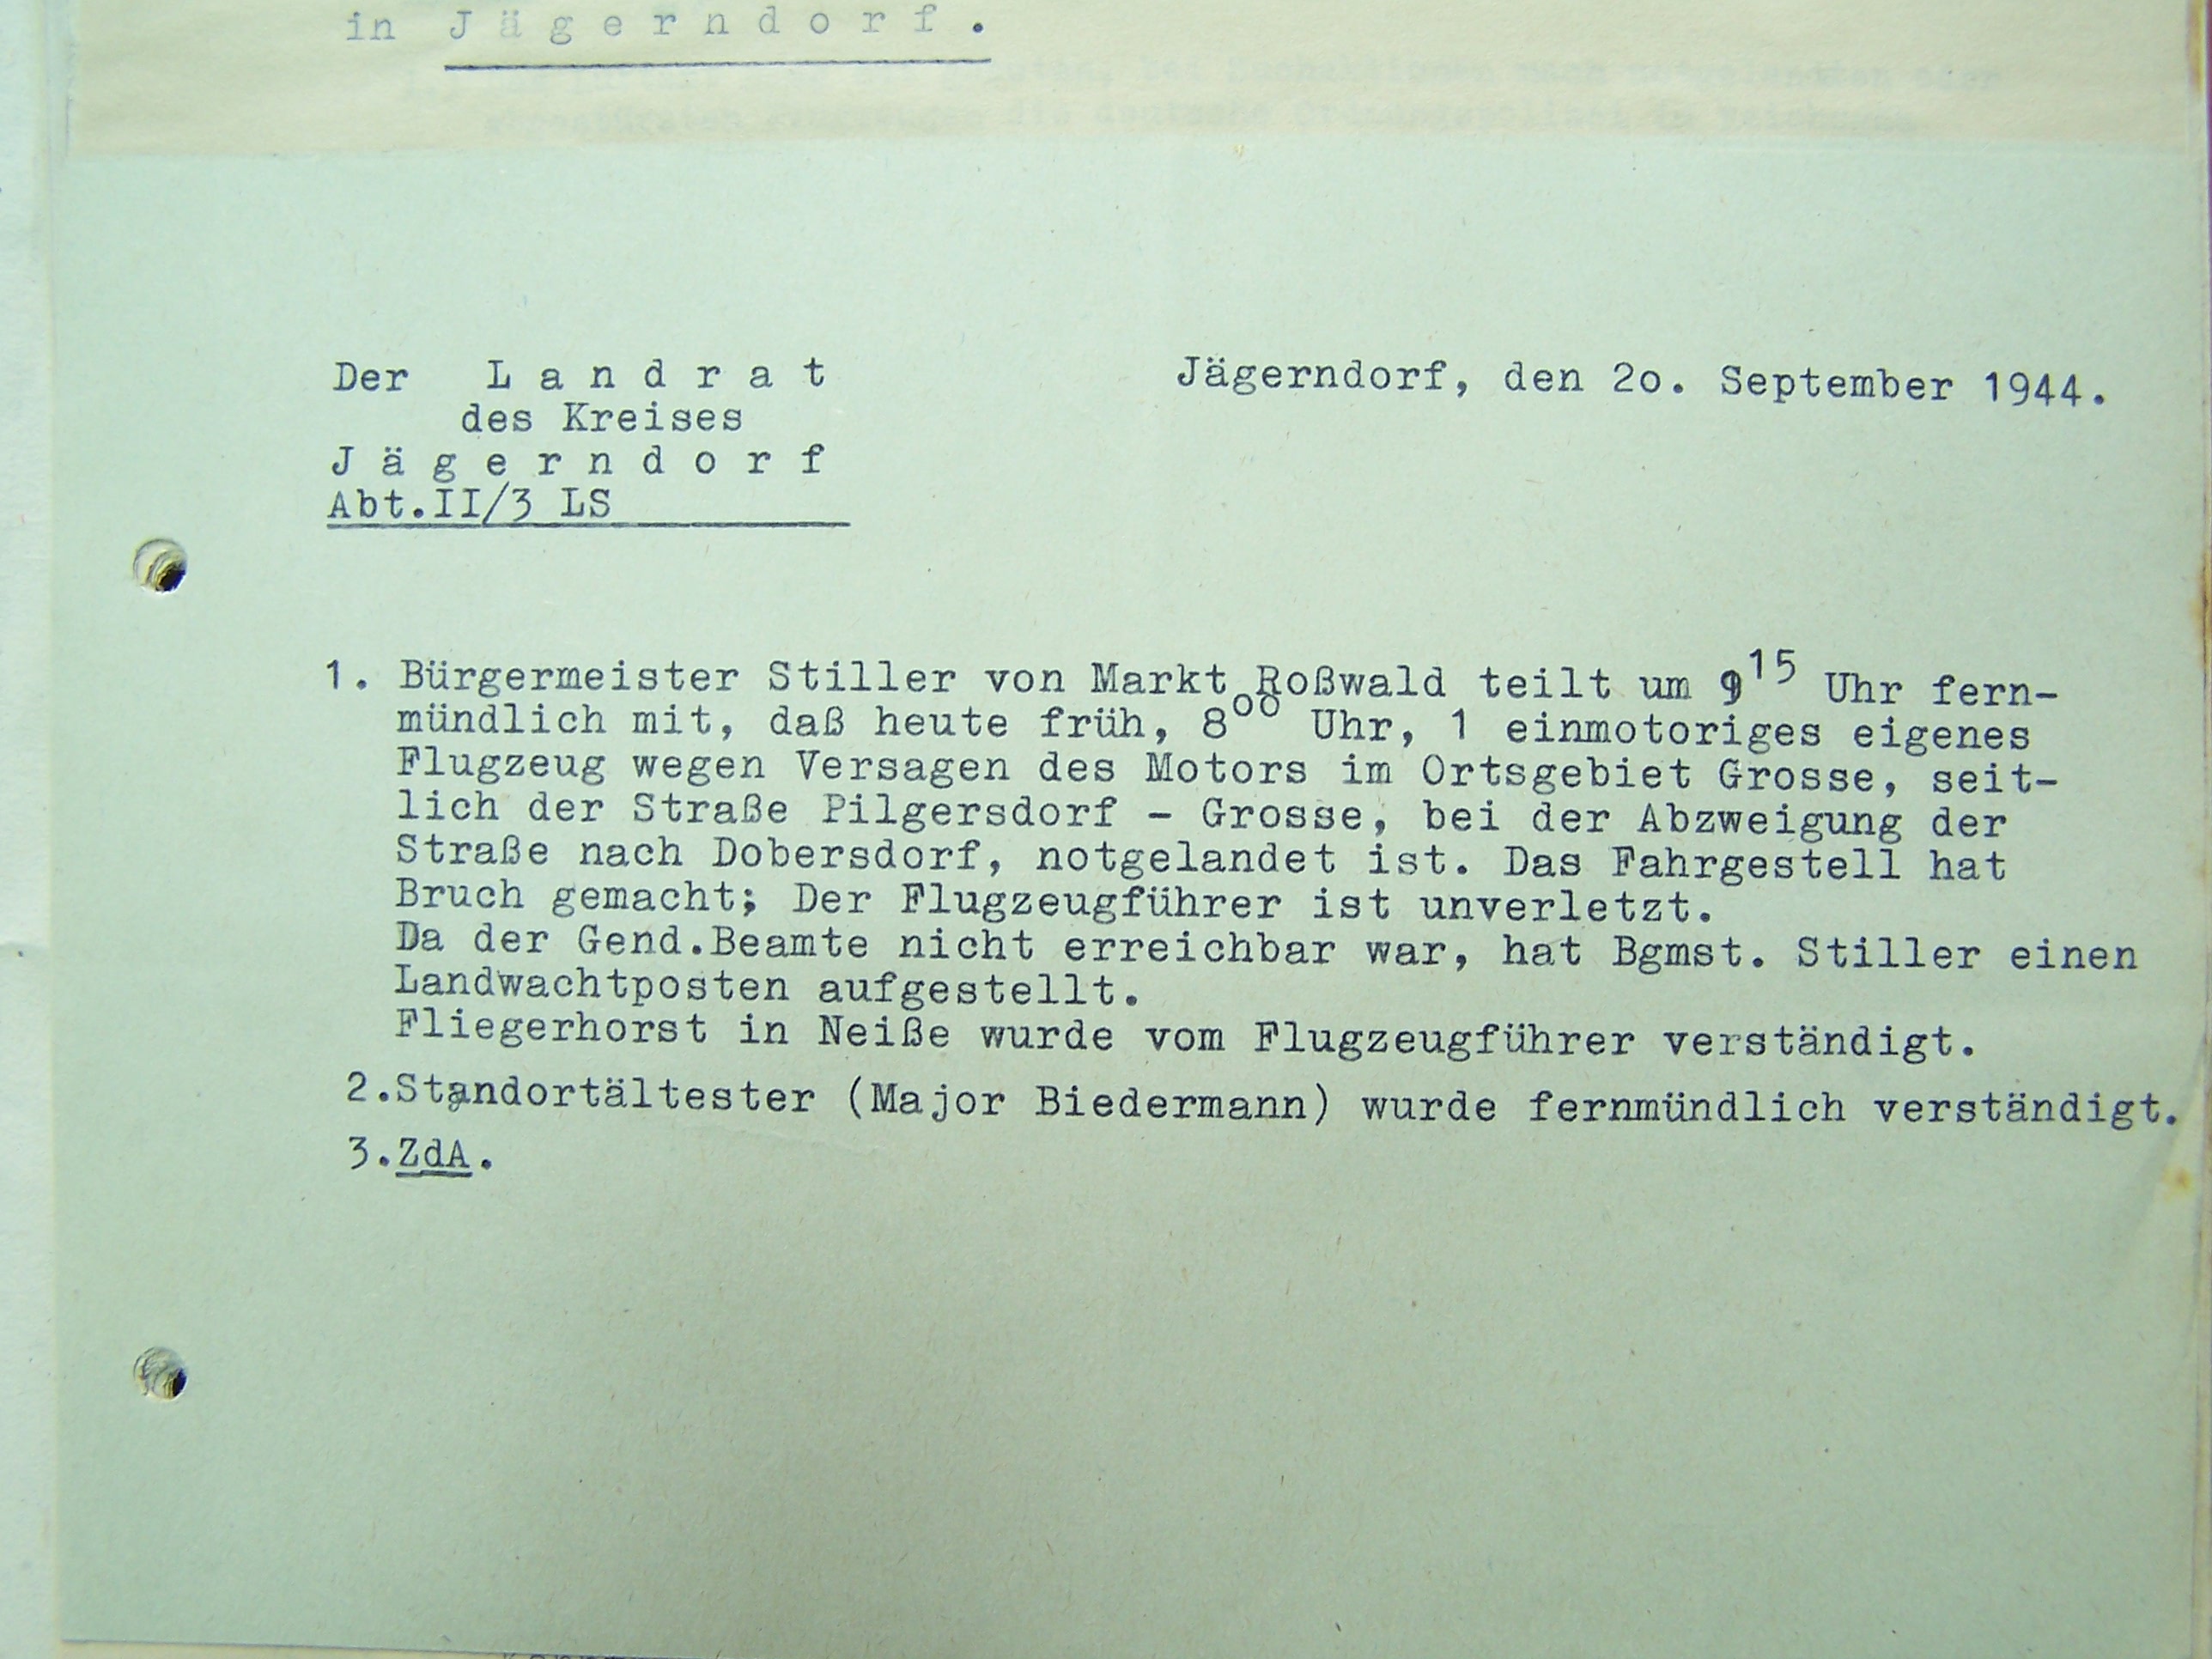 in Jägerndorf.
Der Landrat
des Kreises
Jägerndorf
Abt.II/3 LS
Jägerndorf, den 2o. September 1944.
1. Bürgermeister Stiller von Markt Roßwald teilt um 9¹⁵ Uhr fern-
mündlich mit, daß heute früh, 8ºº Uhr, 1 einmotoriges eigenes
Flugzeug wegen Versagen des Motors im Ortsgebiet Grosse, seit-
lich der Straße Pilgersdorf - Grosse, bei der Abzweigung der
Straße nach Dobersdorf, notgelandet ist. Das Fahrgestell hat
Bruch gemacht; Der Flugzeugführer ist unverletzt.
Da der Gend.Beamte nicht erreichbar war, hat Bgmst. Stiller einen
Landwachtposten aufgestellt.
Fliegerhorst in Neiße wurde vom Flugzeugführer verständigt.
2.Standortältester (Major Biedermann) wurde fernmündlich verständigt.
3.ZdA.